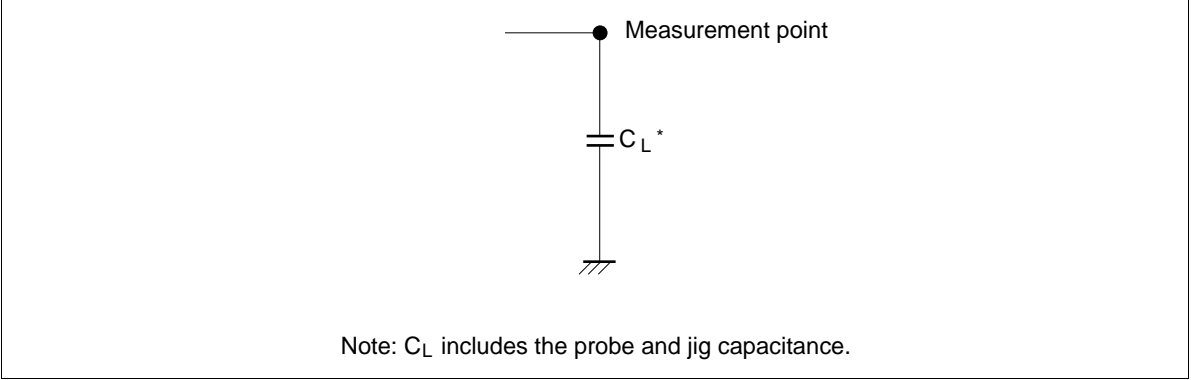 Measurement point
CL*
Note: CL includes the probe and jig capacitance.